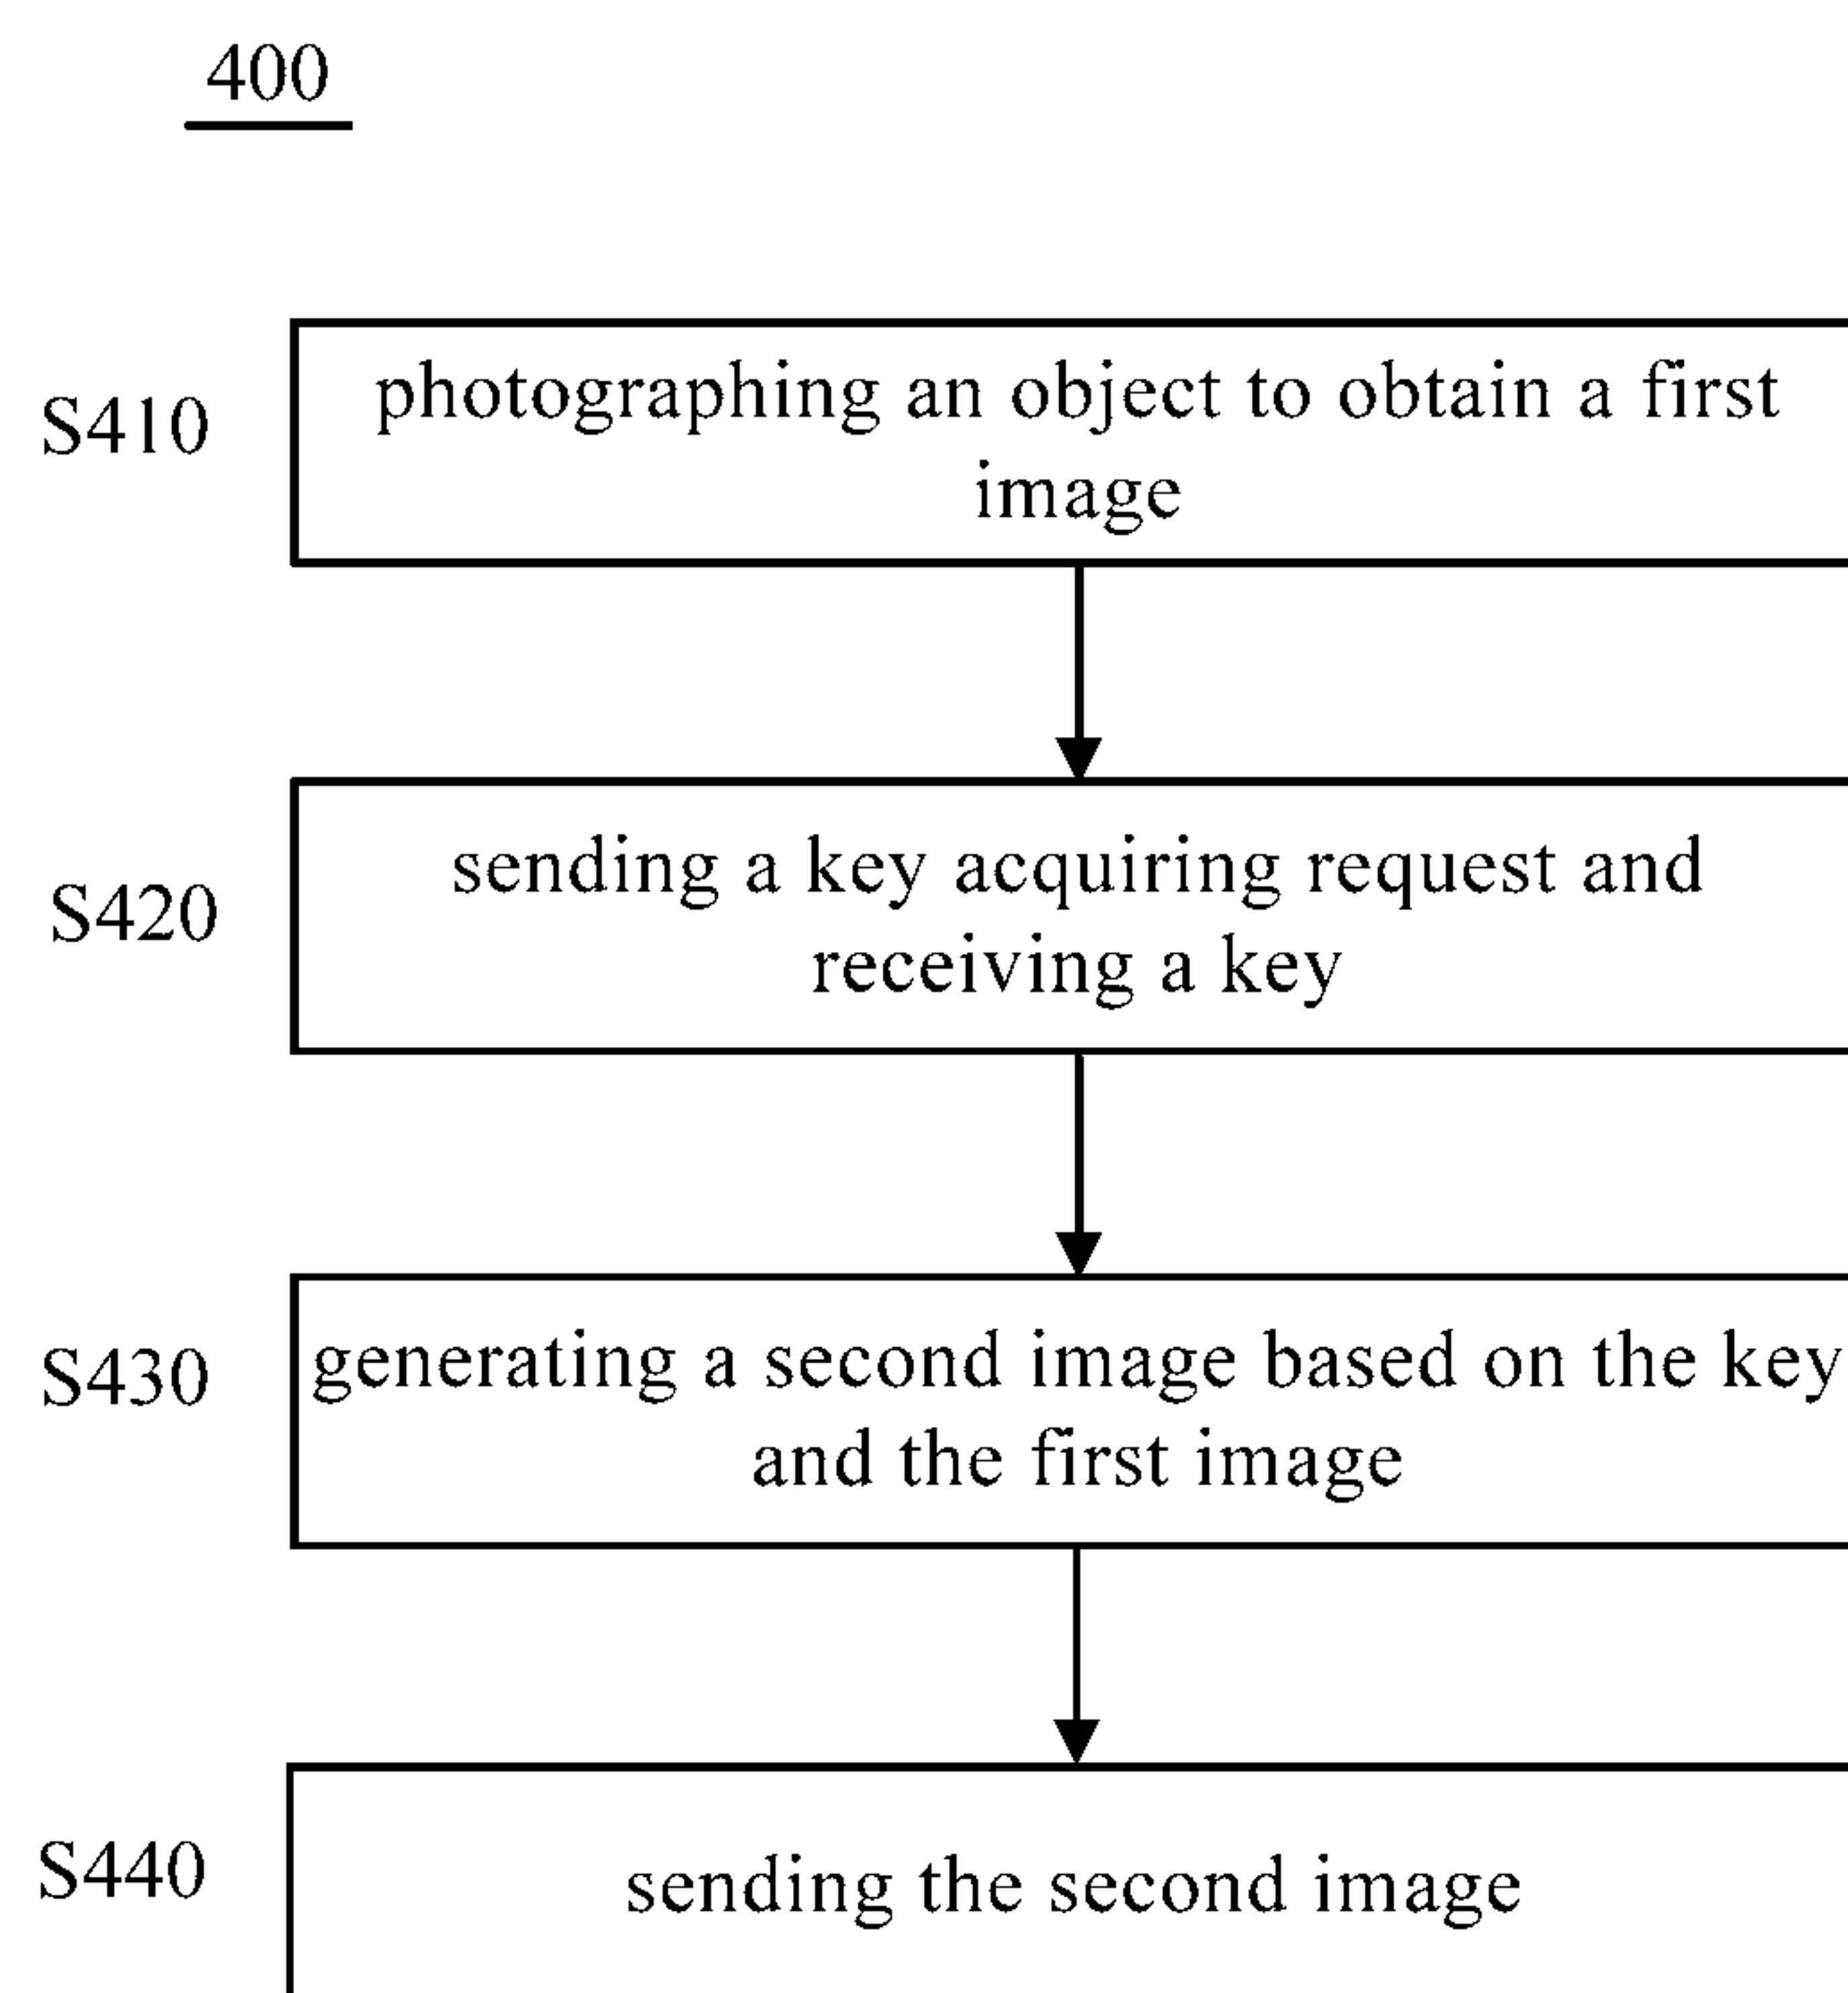 400
S410
photographing an object to obtain a first
image
S420
sending a key acquiring request and
receiving a key
S430
generating a second image based on the key
and the first image
S440
sending the second image